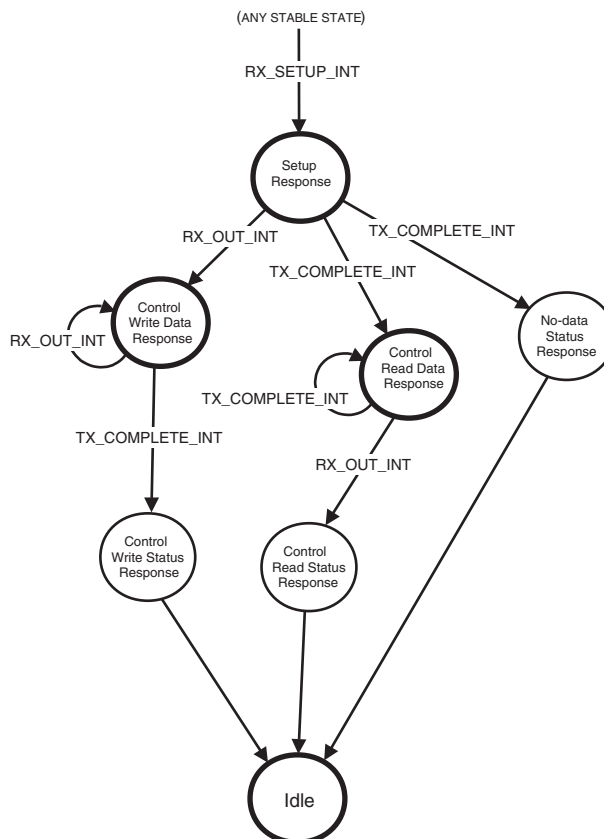 (ANY STABLE STATE)
RX_SETUP_INT
Setup
Response
RX_OUT_INT
TX_COMPLETE_INT
TX_COMPLETE_INT
Control
Write Data
Response
RX_OUT_INT
No-data
Status
Response
Control
Read Data
Response
TX_COMPLETE_INT
TX_COMPLETE_INT
RX_OUT_INT
Control
Write Status
Response
Control
Read Status
Response
Idle